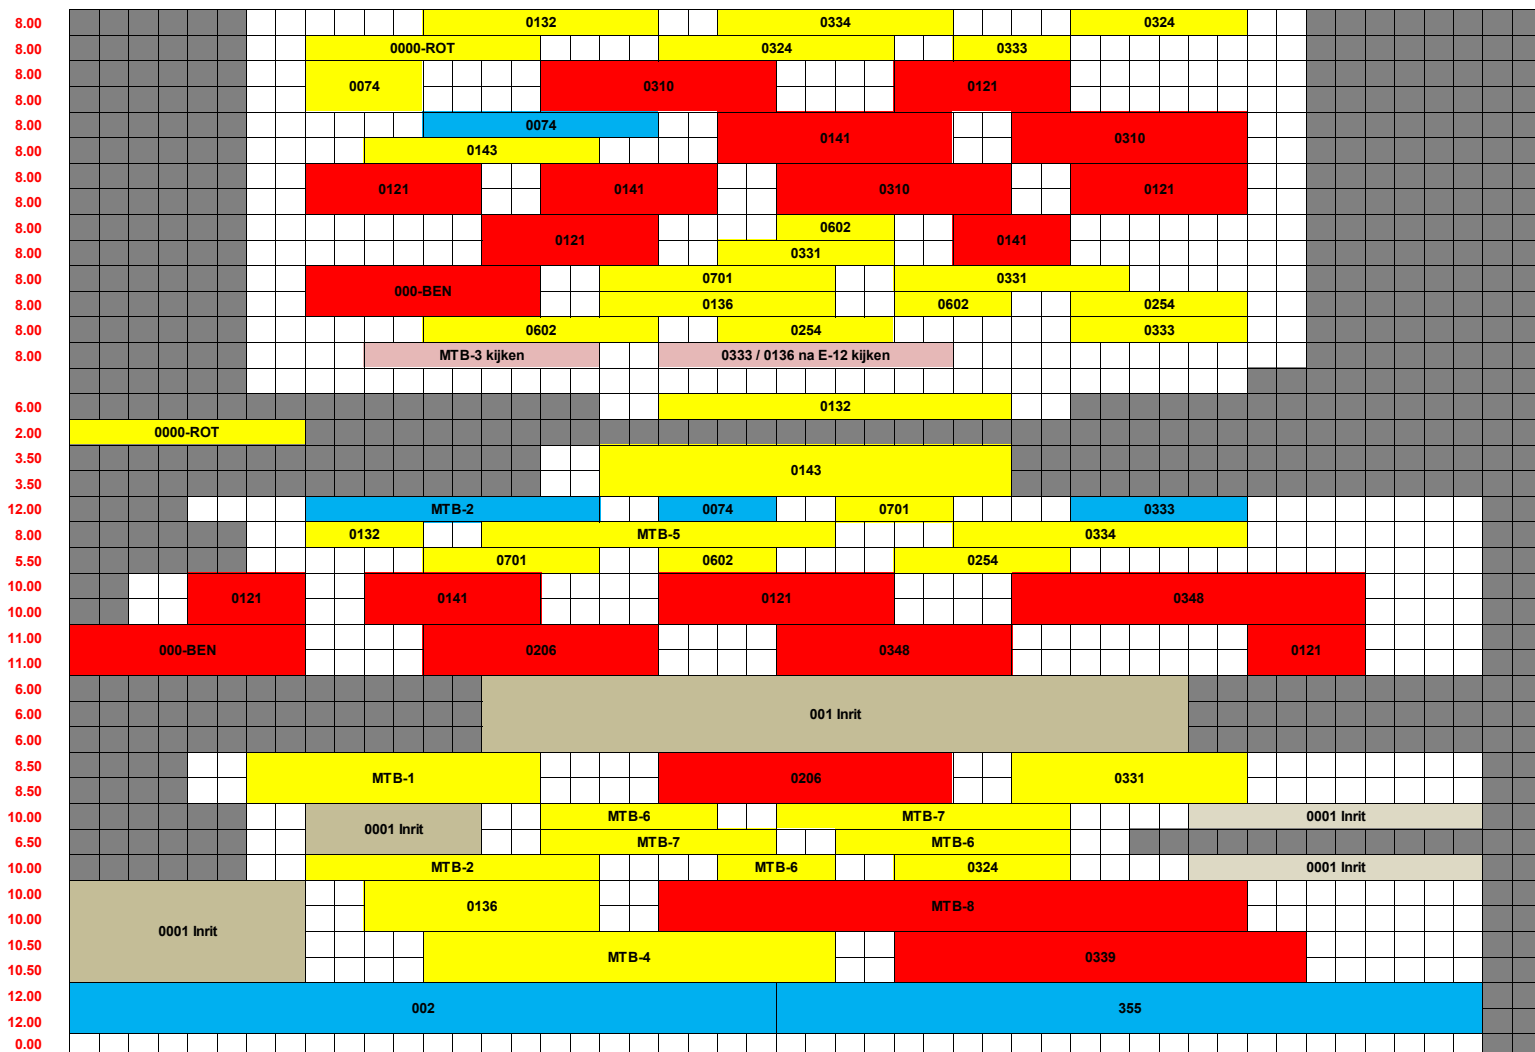 8.00 0132 0334 0324
8.00 0000-ROT 0324 0333
8.00
0074 0310 0121
8.00
8.00 0074
0141 0310
8.00 0143
8.00
0121 0141 0310 0121
8.00
8.00 0602
0121 0141
8.00 0331
8.00 0701 0331
000-BEN
8.00 0136 0602 0254
8.00 0602 0254 0333
8.00 MTB-3 kijken 0333 / 0136 na E-12 kijken
6.00 0132
2.00 0000-ROT
3.50
0143
3.50
12.00 MTB-2 0074 0701 0333
8.00 0132 MTB-5 0334
5.50 0701 0602 0254
10.00
0121 0141 0121 0348
10.00
11.00
000-BEN 0206 0348 0121
11.00
6.00
6.00 001 Inrit
6.00
8.50
MTB-1 0206 0331
8.50
10.00 MTB-6 MTB-7 0001 Inrit
0001 Inrit
6.50 MTB-7 MTB-6
10.00 MTB-2 MTB-6 0324 0001 Inrit
10.00
0136 MTB-8
10.00
0001 Inrit
10.50
MTB-4 0339
10.50
12.00
002 355
12.00
0.00